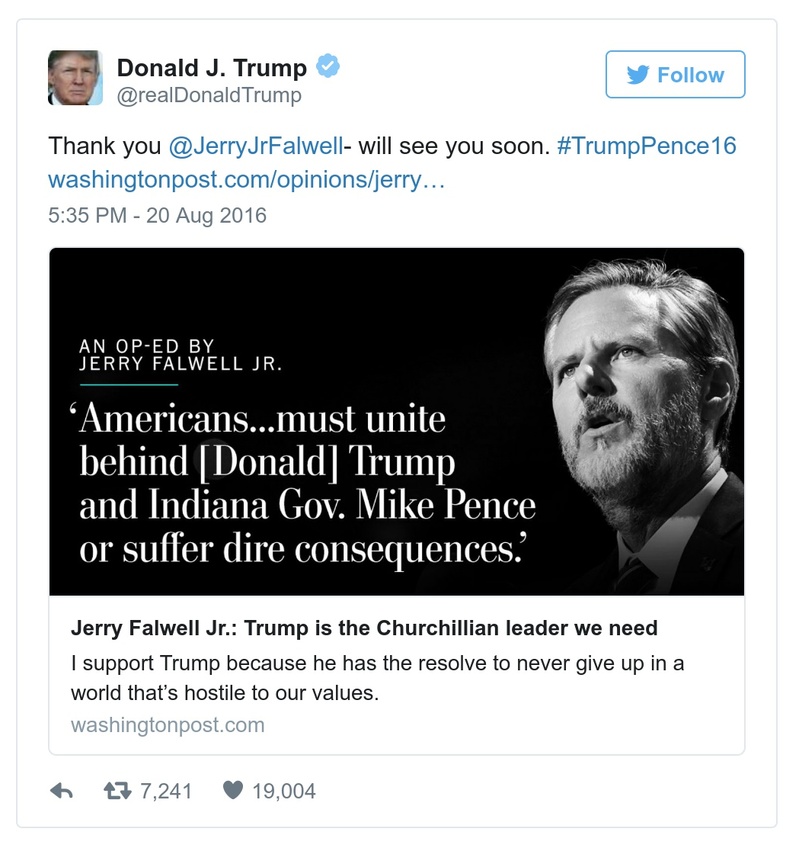 Donald J. Trump
@realDonaldTrump
Follow
Thank you @JerryJrFalwell- will see you soon. #TrumpPence16
washingtonpost.com/opinions/jerry…
5:35 PM - 20 Aug 2016
AN OP-ED BY
JERRY FALWELL JR.
‘Americans...must unite
behind [Donald] Trump
and Indiana Gov. Mike Pence
or suffer dire consequences.’
Jerry Falwell Jr.: Trump is the Churchillian leader we need
I support Trump because he has the resolve to never give up in a
world that’s hostile to our values.
washingtonpost.com
7,241 19,004